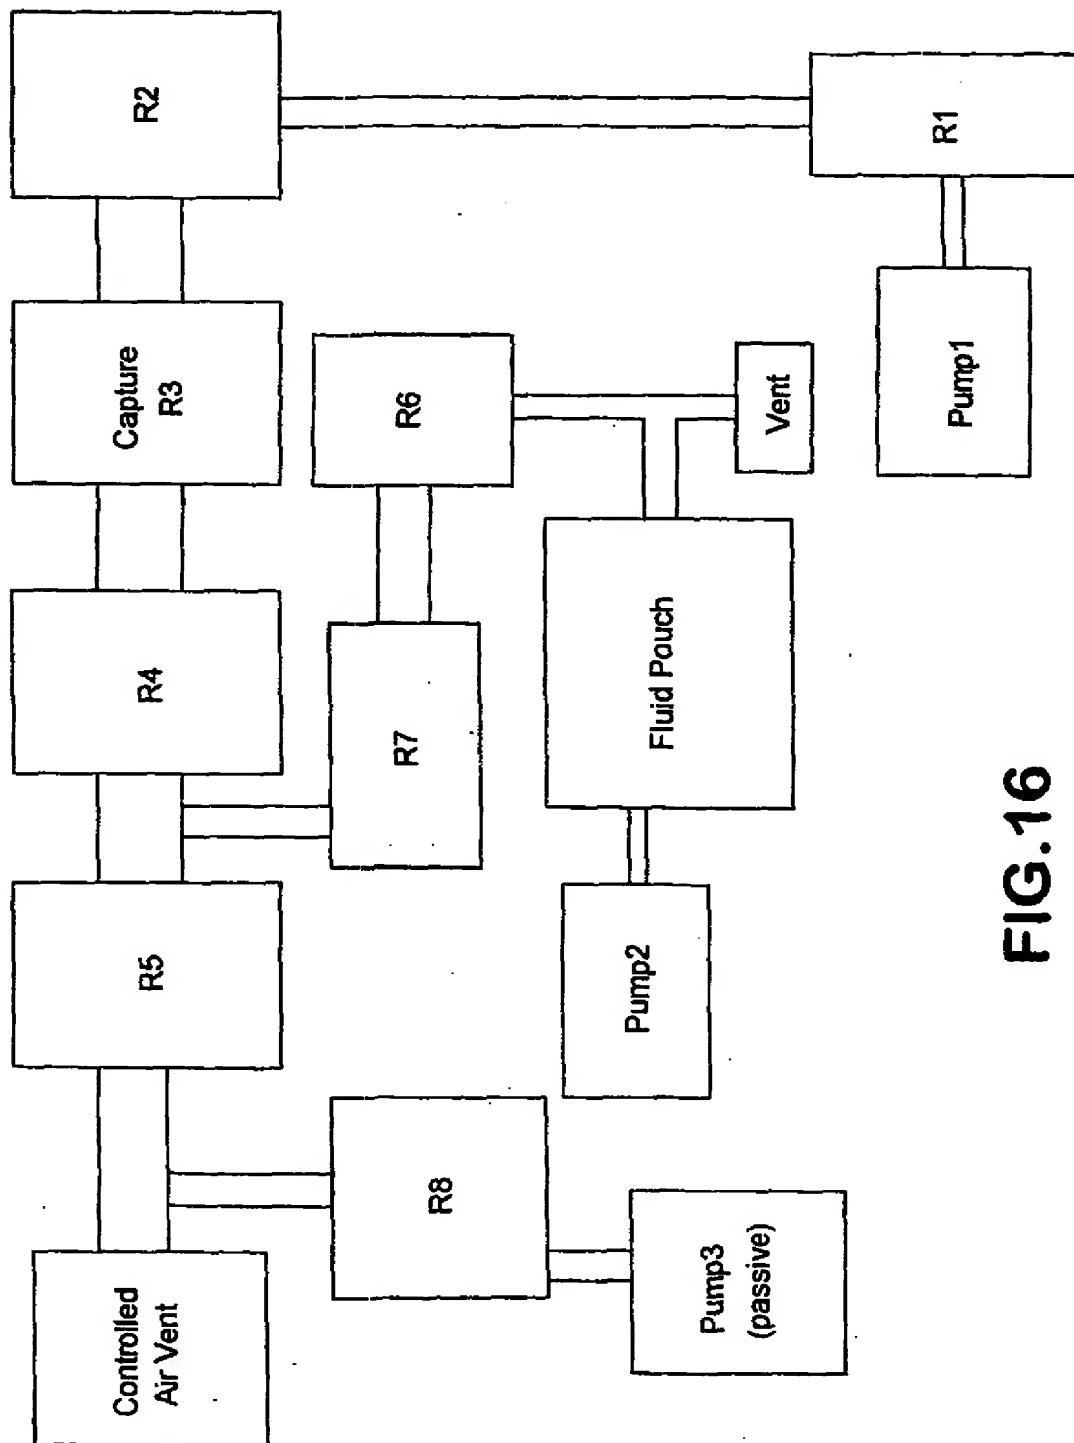 Controlled
Air Vent
R5
R4
Capture
R3
R2
R8
R7
R6
Pump3
(passive)
Pump2
Fluid Pouch
Vent
Pump1
R1
FIG.16